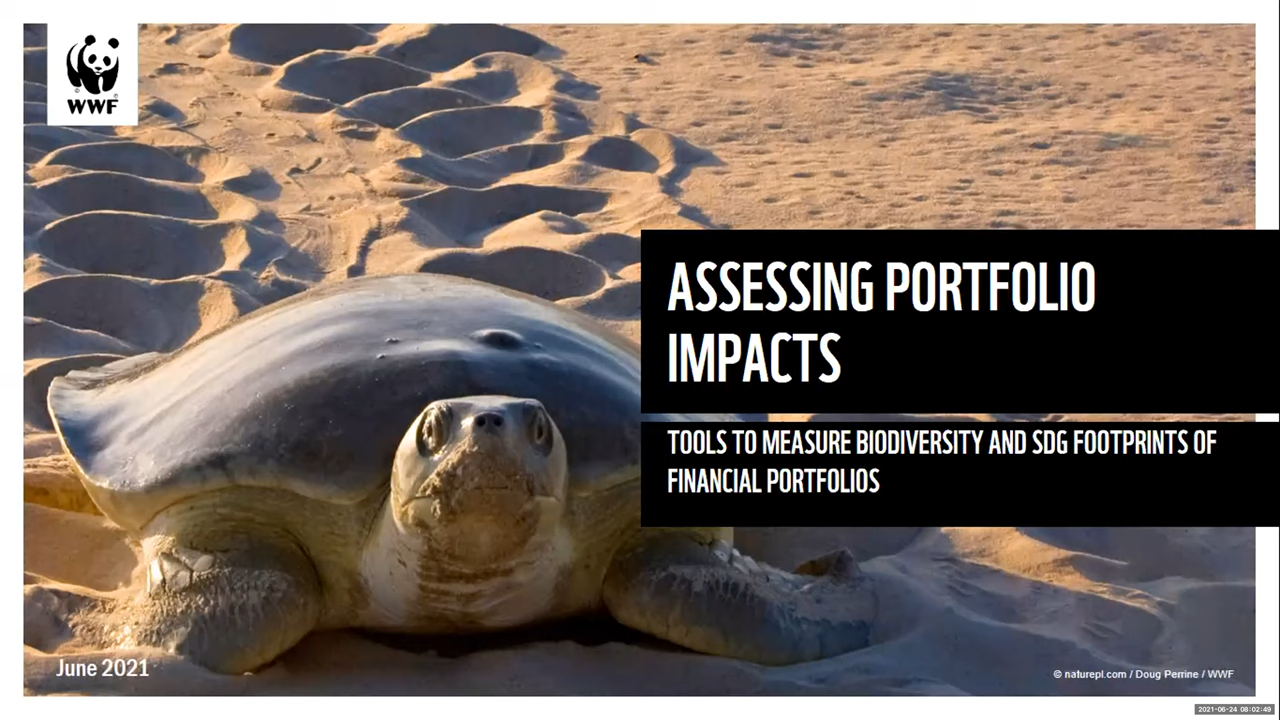 WWF
ASSESSING PORTFOLIO
IMPACTS
TOOLS TO MEASURE BIODIVERSITY AND SDG FOOTPRINTS OF
FINANCIAL PORTFOLIOS
June 2021
© naturepl.com / Doug Perrine / WWF
2021-06-24 08:02:49